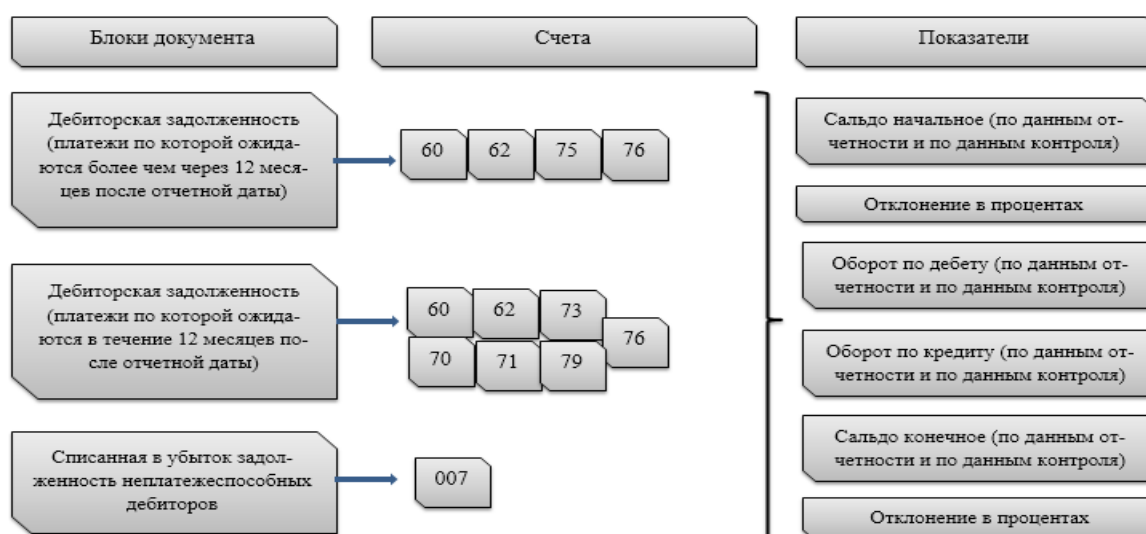 Блоки документа
Счета
Показатели
Дебиторская задолженность
(платежи по которой ожида-
ются более чем через 12 меся-
цев после отчетной даты)
60
62
75
76
Сальдо начальное (по данным от-
четности и по данным контроля)
Отклонение в процентах
Дебиторская задолженность
(платежи по которой ожида-
ются в течение 12 месяцев по-
сле отчетной даты)
60
62
73
76
70
71
79
Оборот по дебету (по данным от-
четности и по данным контроля)
Оборот по кредиту (по данным от-
четности и по данным контроля)
Списанная в убыток задол-
женность неплатежеспособных
дебиторов
007
Сальдо конечное (по данным от-
четности и по данным контроля)
Отклонение в процентах